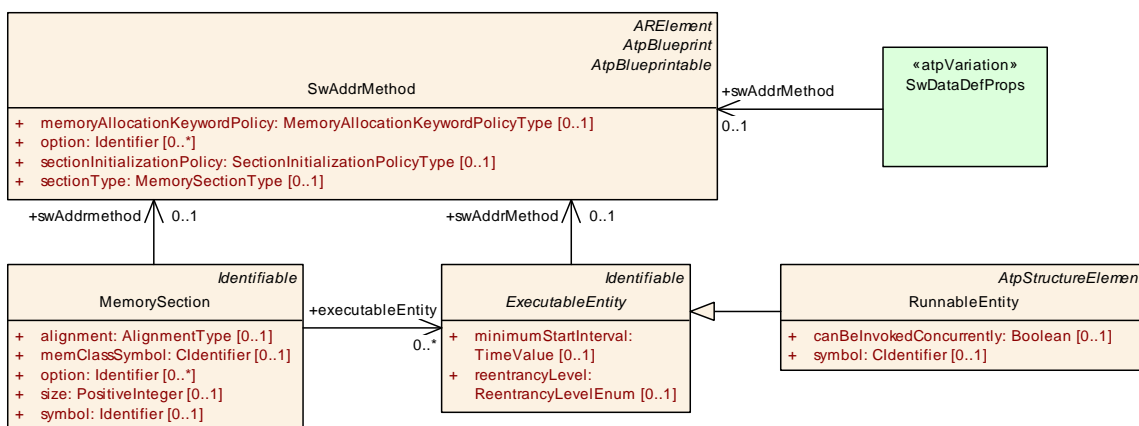 ARElement
AtpBlueprint
AtpBlueprintable
SwAddrMethod
+ memoryAllocationKeywordPolicy: MemoryAllocationKeywordPolicyType [0..1]
+ option: Identifier [0..*]
+ sectionInitializationPolicy: SectionInitializationPolicyType [0..1]
+ sectionType: MemorySectionType [0..1]
+swAddrMethod
0..1
«atpVariation»
SwDataDefProps
+swAddrmethod 0..1
+swAddrMethod 0..1
Identifiable
MemorySection
+ alignment: AlignmentType [0..1]
+ memClassSymbol: CIdentifier [0..1]
+ option: Identifier [0..*]
+ size: PositiveInteger [0..1]
+ symbol: Identifier [0..1]
+executableEntity
0..*
Identifiable
ExecutableEntity
+ minimumStartInterval:
TimeValue [0..1]
+ reentrancyLevel:
ReentrancyLevelEnum [0..1]
AtpStructureElement
RunnableEntity
+ canBeInvokedConcurrently: Boolean [0..1]
+ symbol: CIdentifier [0..1]